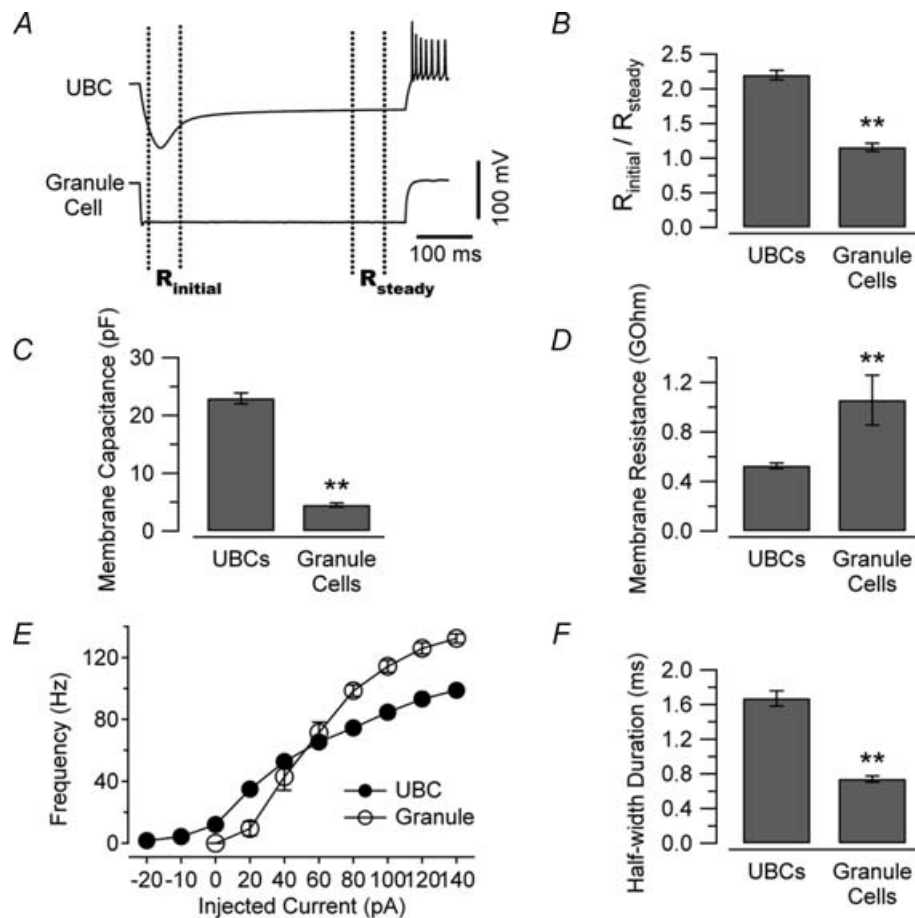 A
UBC
Granule
Cell
100 mV
100 ms
Rinitial
Rsteady
B
Rinitial / Rsteady
2.5
2.0
1.5
1.0
0.5
0.0
**
UBCs
Granule
Cells
C
Membrane Capacitance (pF)
30
20
10
0
**
UBCs
Granule
Cells
D
Membrane Resistance (GOhm)
1.2
0.8
0.4
0.0
**
UBCs
Granule
Cells
E
Frequency (Hz)
120
80
40
0
UBC
Granule
-20 -10 0 20 40 60 80 100 120 140
Injected Current (pA)
F
Half-width Duration (ms)
2.0
1.6
1.2
0.8
0.4
0.0
**
UBCs
Granule
Cells